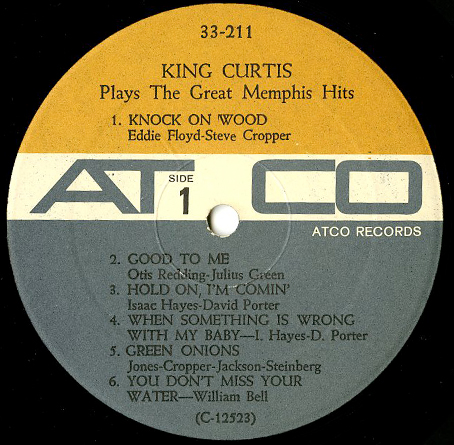 33-211
KING CURTIS
Plays The Great Memphis Hits
1. KNOCK ON WOOD
Eddie Floyd-Steve Cropper
ATCO
SIDE
1
ATCO RECORDS
2. GOOD TO ME
Otis Redding-Julius Green
3. HOLD ON, I'M COMIN'
Isaac Hayes-David Porter
4. WHEN SOMETHING IS WRONG
WITH MY BABY—I. Hayes-D. Porter
5. GREEN ONIONS
Jones-Cropper-Jackson-Steinberg
6. YOU DON'T MISS YOUR
WATER—William Bell
(C-12523)